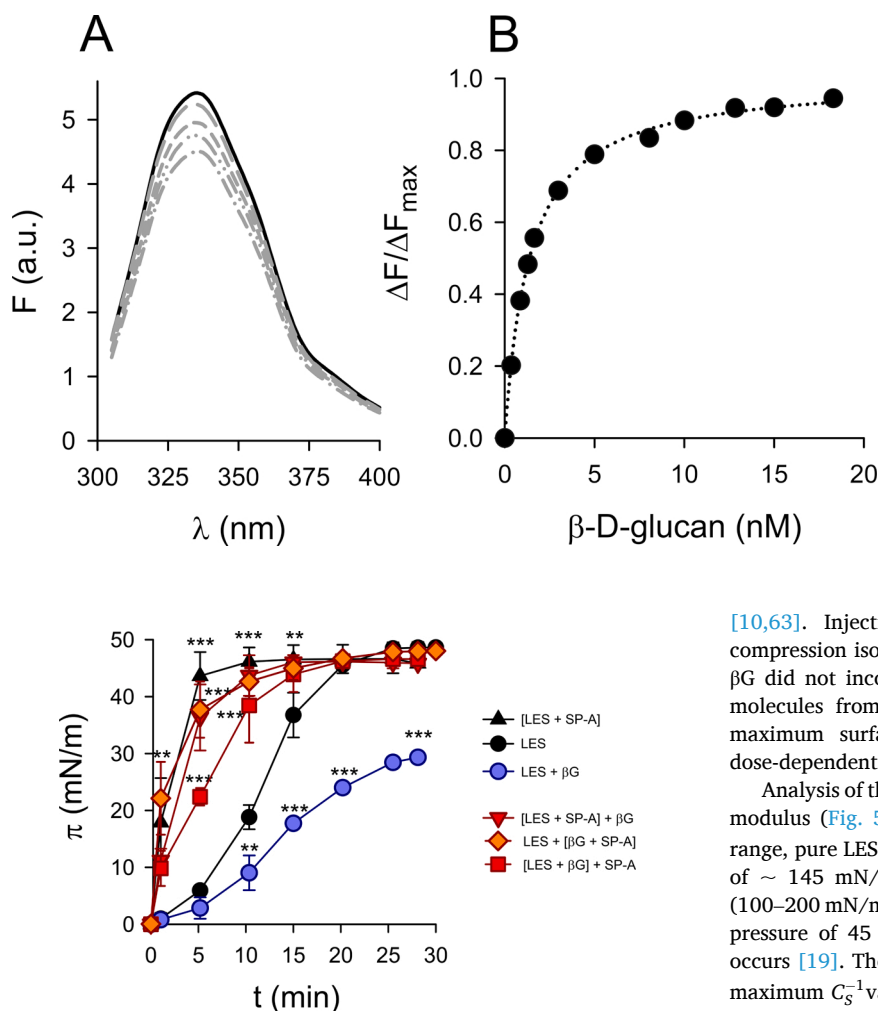 A
B
F (a.u.)
5
4
3
2
1
0
300
325
350
375
400
λ (nm)
ΔF/ΔFmax
1.0
0.8
0.6
0.4
0.2
0.0
0
5
10
15
20
β-D-glucan (nM)
π (mN/m)
50
40
30
20
10
0
***
***
**
**
***
***
***
***
***
***
**
0
5
10
15
20
25
30
t (min)
[LES + SP-A]
LES
LES + βG
[LES + SP-A] + βG
LES + [βG + SP-A]
[LES + βG] + SP-A
[10,63]. Injecti
compression iso
βG did not inco
molecules from
maximum surfa
dose-dependent
Analysis of th
modulus (Fig. 5
range, pure LES
of ~ 145 mN/
(100–200 mN/m
pressure of 45
occurs [19]. The
maximum C_S^−1 va